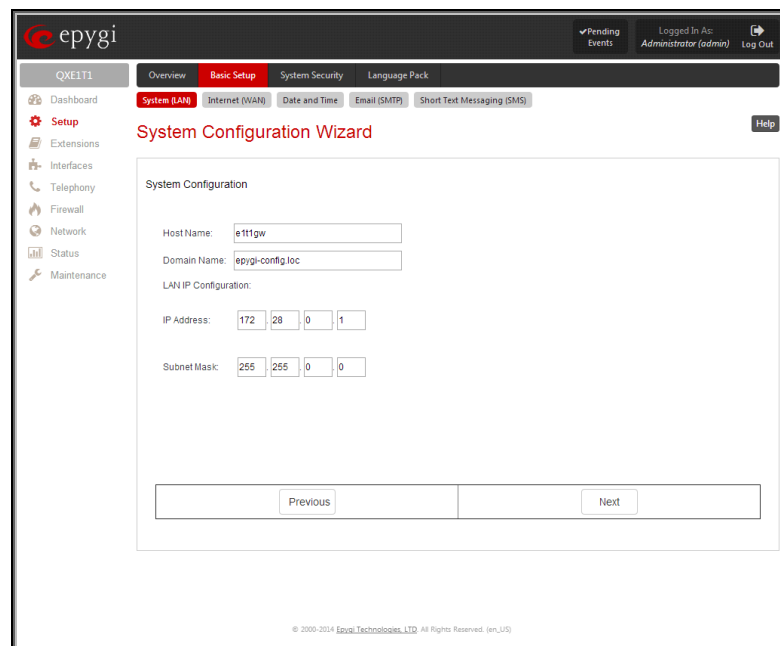 epygi
✔Pending Events
Logged In As:
Administrator (admin)
Log Out
QXE1T1
Overview
Basic Setup
System Security
Language Pack
Dashboard
Setup
Extensions
Interfaces
Telephony
Firewall
Network
Status
Maintenance
System (LAN)
Internet (WAN)
Date and Time
Email (SMTP)
Short Text Messaging (SMS)
System Configuration Wizard
Help
System Configuration
Host Name: e1t1gw
Domain Name: epygi-config.loc
LAN IP Configuration:
IP Address: 172 . 28 . 0 . 1
Subnet Mask: 255 . 255 . 0 . 0
Previous
Next
© 2000-2014 Epygi Technologies, LTD. All Rights Reserved. (en_US)